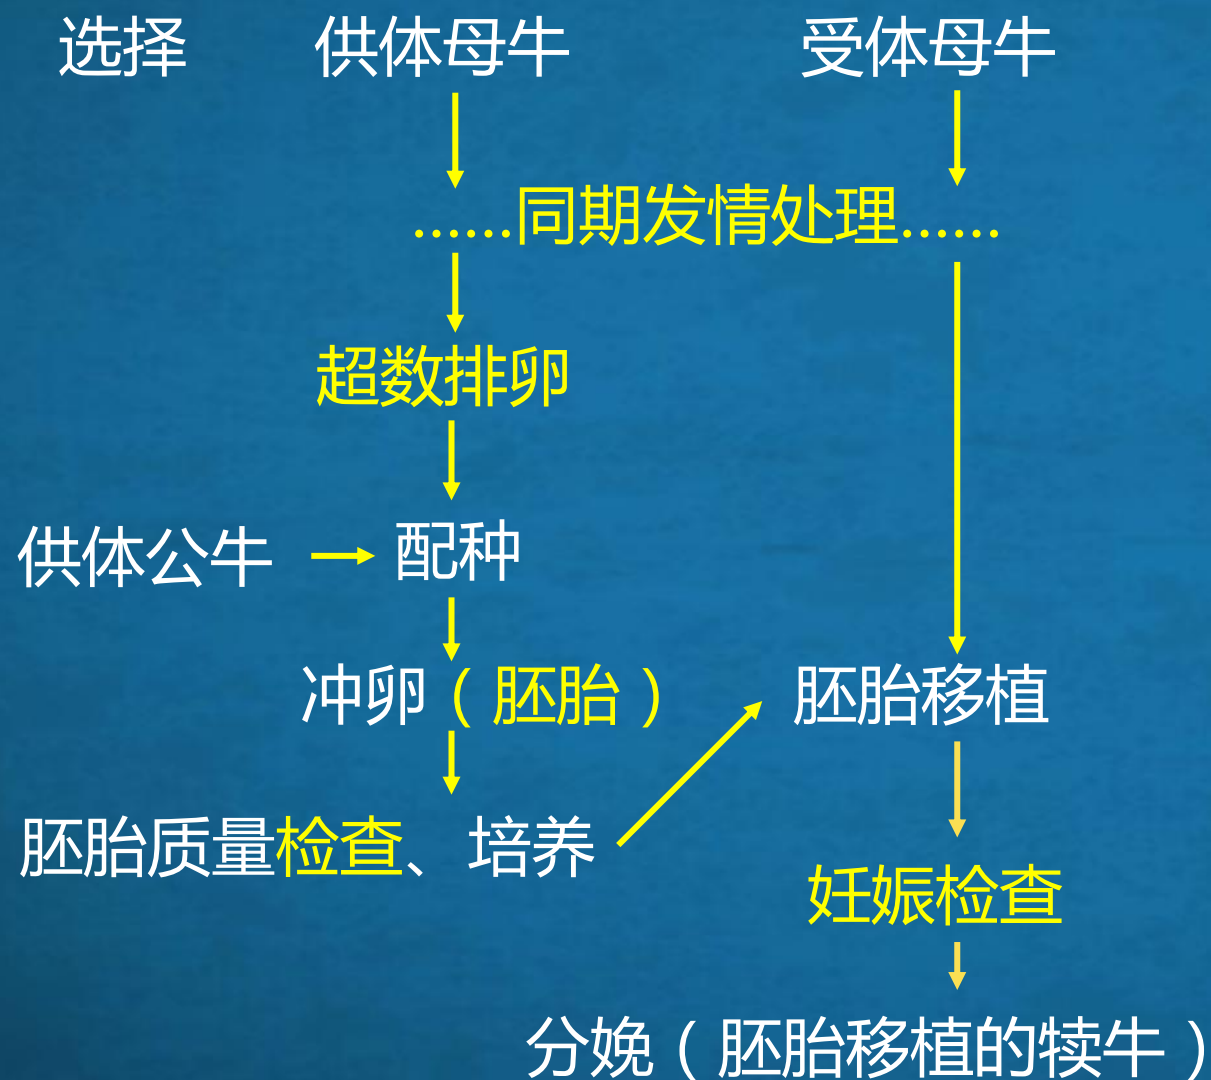 选择 供体母牛 受体母牛
……同期发情处理……
超数排卵
供体公牛 配种
冲卵（胚胎） 胚胎移植
胚胎质量检查、培养
妊娠检查
分娩（胚胎移植的犊牛）